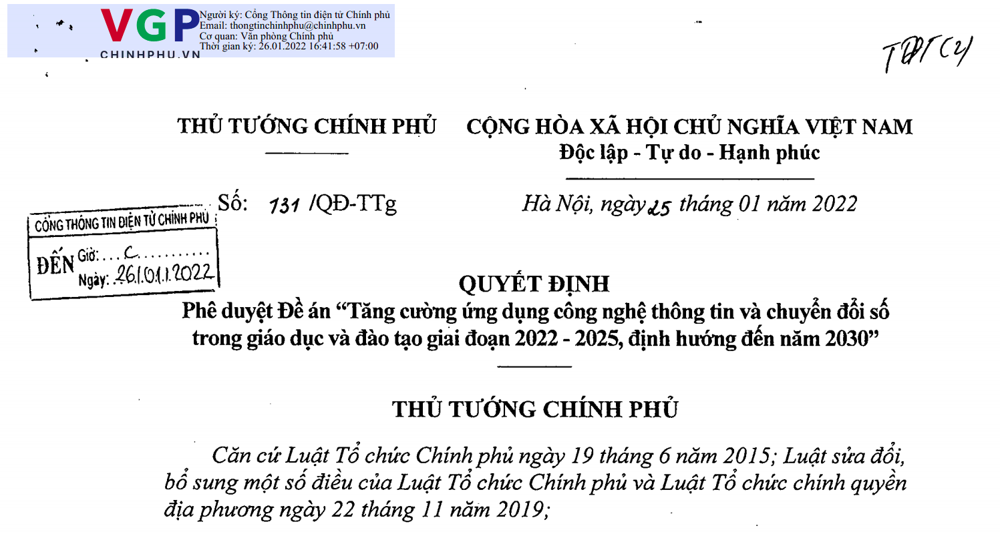 VGP
CHINHPHU.VN
Người ký: Cổng Thông tin điện tử Chính phủ
Email: thongtinchinhphu@chinhphu.vn
Cơ quan: Văn phòng Chính phủ
Thời gian ký: 26.01.2022 16:41:58 +07:00
THỦ TƯỚNG CHÍNH PHỦ
CỘNG HÒA XÃ HỘI CHỦ NGHĨA VIỆT NAM
Độc lập - Tự do - Hạnh phúc
Số: 131 /QĐ-TTg
Hà Nội, ngày 25 tháng 01 năm 2022
CỔNG THÔNG TIN ĐIỆN TỬ CHÍNH PHỦ
ĐẾN
Giờ: ... C...........
Ngày: 26/.01./.2022
QUYẾT ĐỊNH
Phê duyệt Đề án “Tăng cường ứng dụng công nghệ thông tin và chuyển đổi số
trong giáo dục và đào tạo giai đoạn 2022 - 2025, định hướng đến năm 2030”
THỦ TƯỚNG CHÍNH PHỦ
Căn cứ Luật Tổ chức Chính phủ ngày 19 tháng 6 năm 2015; Luật sửa đổi,
bổ sung một số điều của Luật Tổ chức Chính phủ và Luật Tổ chức chính quyền
địa phương ngày 22 tháng 11 năm 2019;